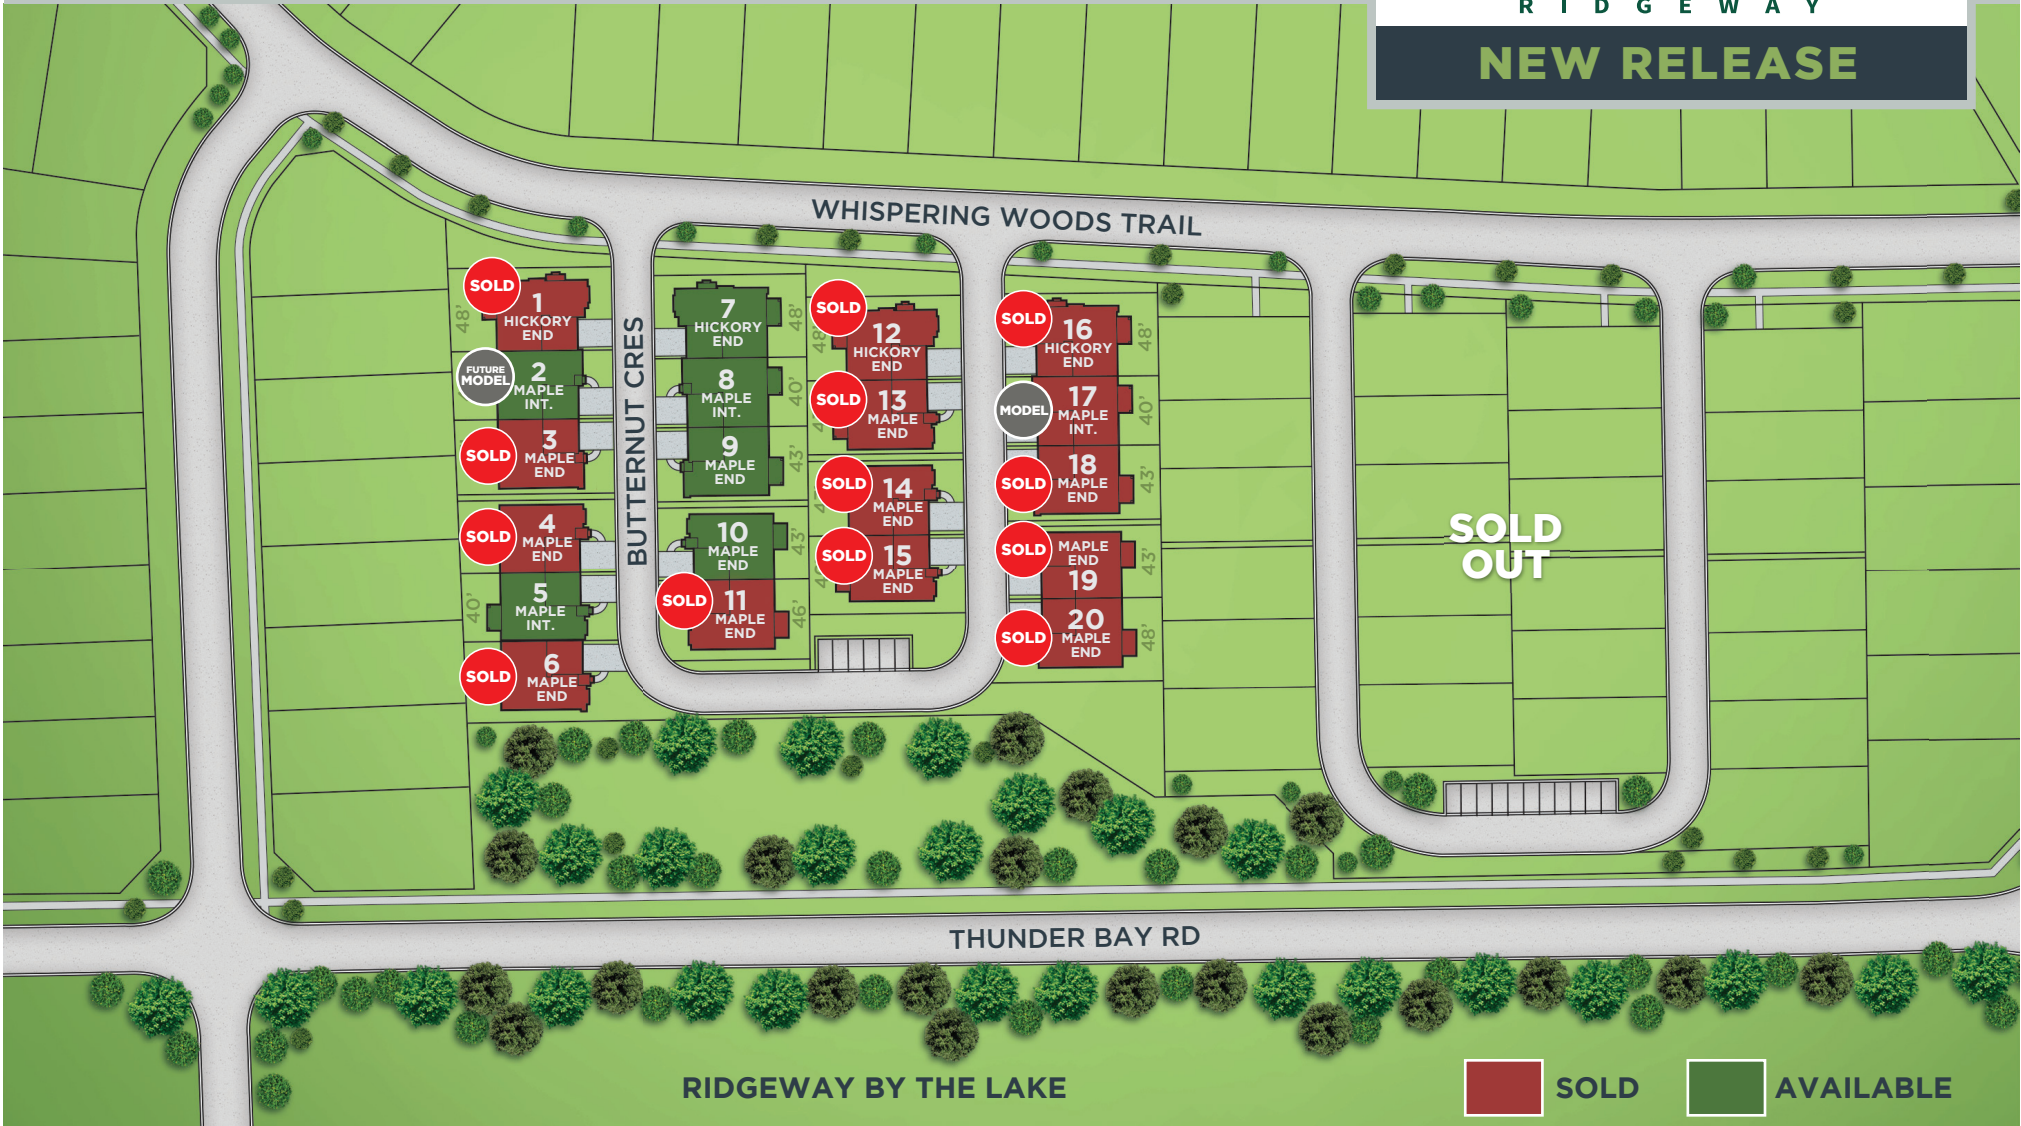 RIDGEWAY
NEW RELEASE
WHISPERING WOODS TRAIL
BUTTERNUT CRES
SOLD
1
HICKORY
END
48'
FUTURE
MODEL
2
MAPLE
INT.
SOLD
3
MAPLE
END
SOLD
4
MAPLE
END
5
MAPLE
INT.
40'
SOLD
6
MAPLE
END
7
HICKORY
END
48'
8
MAPLE
INT.
40'
9
MAPLE
END
43'
10
MAPLE
END
43'
SOLD
11
MAPLE
END
46'
SOLD
12
HICKORY
END
48'
SOLD
13
MAPLE
END
SOLD
14
MAPLE
END
SOLD
15
MAPLE
END
SOLD
16
HICKORY
END
48'
MODEL
17
MAPLE
INT.
40'
SOLD
18
MAPLE
END
43'
SOLD
MAPLE
END
19
43'
SOLD
20
MAPLE
END
48'
SOLD
OUT
THUNDER BAY RD
RIDGEWAY BY THE LAKE
SOLD
AVAILABLE